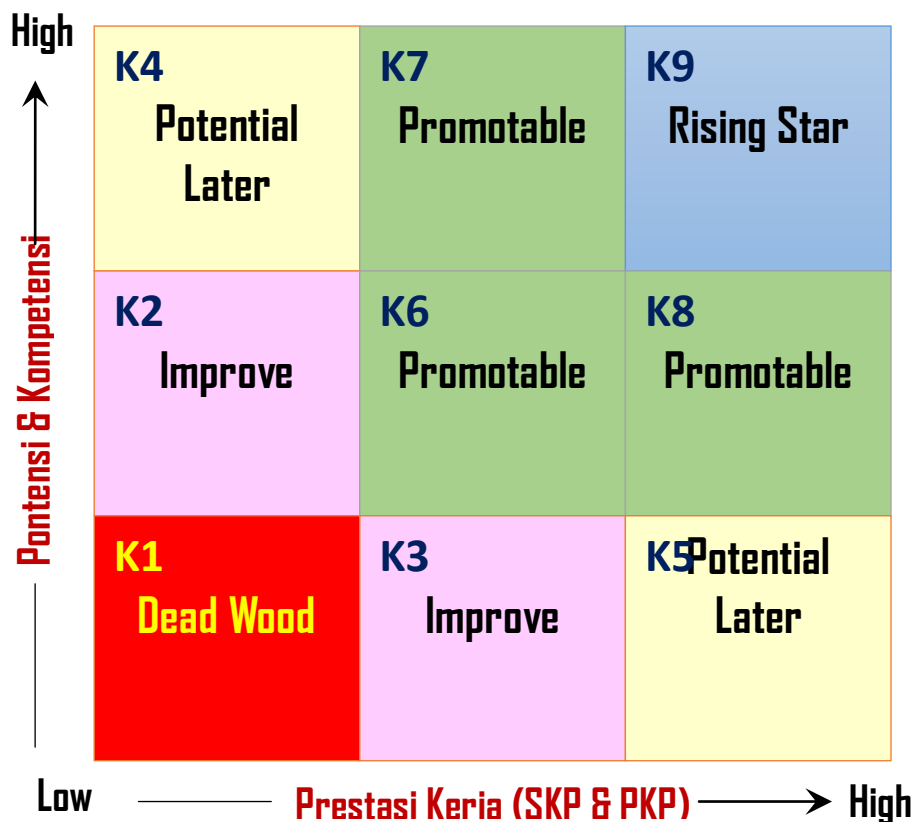 High
K4
Potential
Later
K7
Promotable
K9
Rising Star
Pontensi & Kompetensi
K2
Improve
K6
Promotable
K8
Promotable
K1
Dead Wood
K3
Improve
K5
Potential
Later
Low
Prestasi Kerja (SKP & PKP)
High